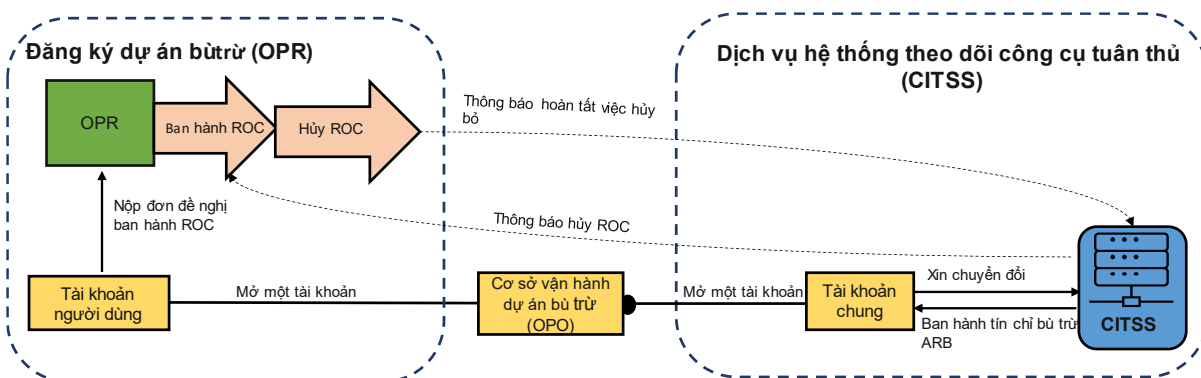 Đăng ký dự án bùtrừ (OPR)
Dịch vụ hệ thống theo dõi công cụ tuân thủ
(CITSS)
OPR
Ban hành ROC
Hủy ROC
Thông báo hoàn tất việc hủy
bỏ
Nộp đơn đề nghị
ban hành ROC
Thông báo hủy ROC
Tài khoản
người dùng
Mở một tài khoản
Cơ sở vận hành
dự án bù trừ
(OPO)
Mở một tài khoản
Tài khoản
chung
Xin chuyển đổi
Ban hành tín chỉ bù trừ
ARB
CITSS